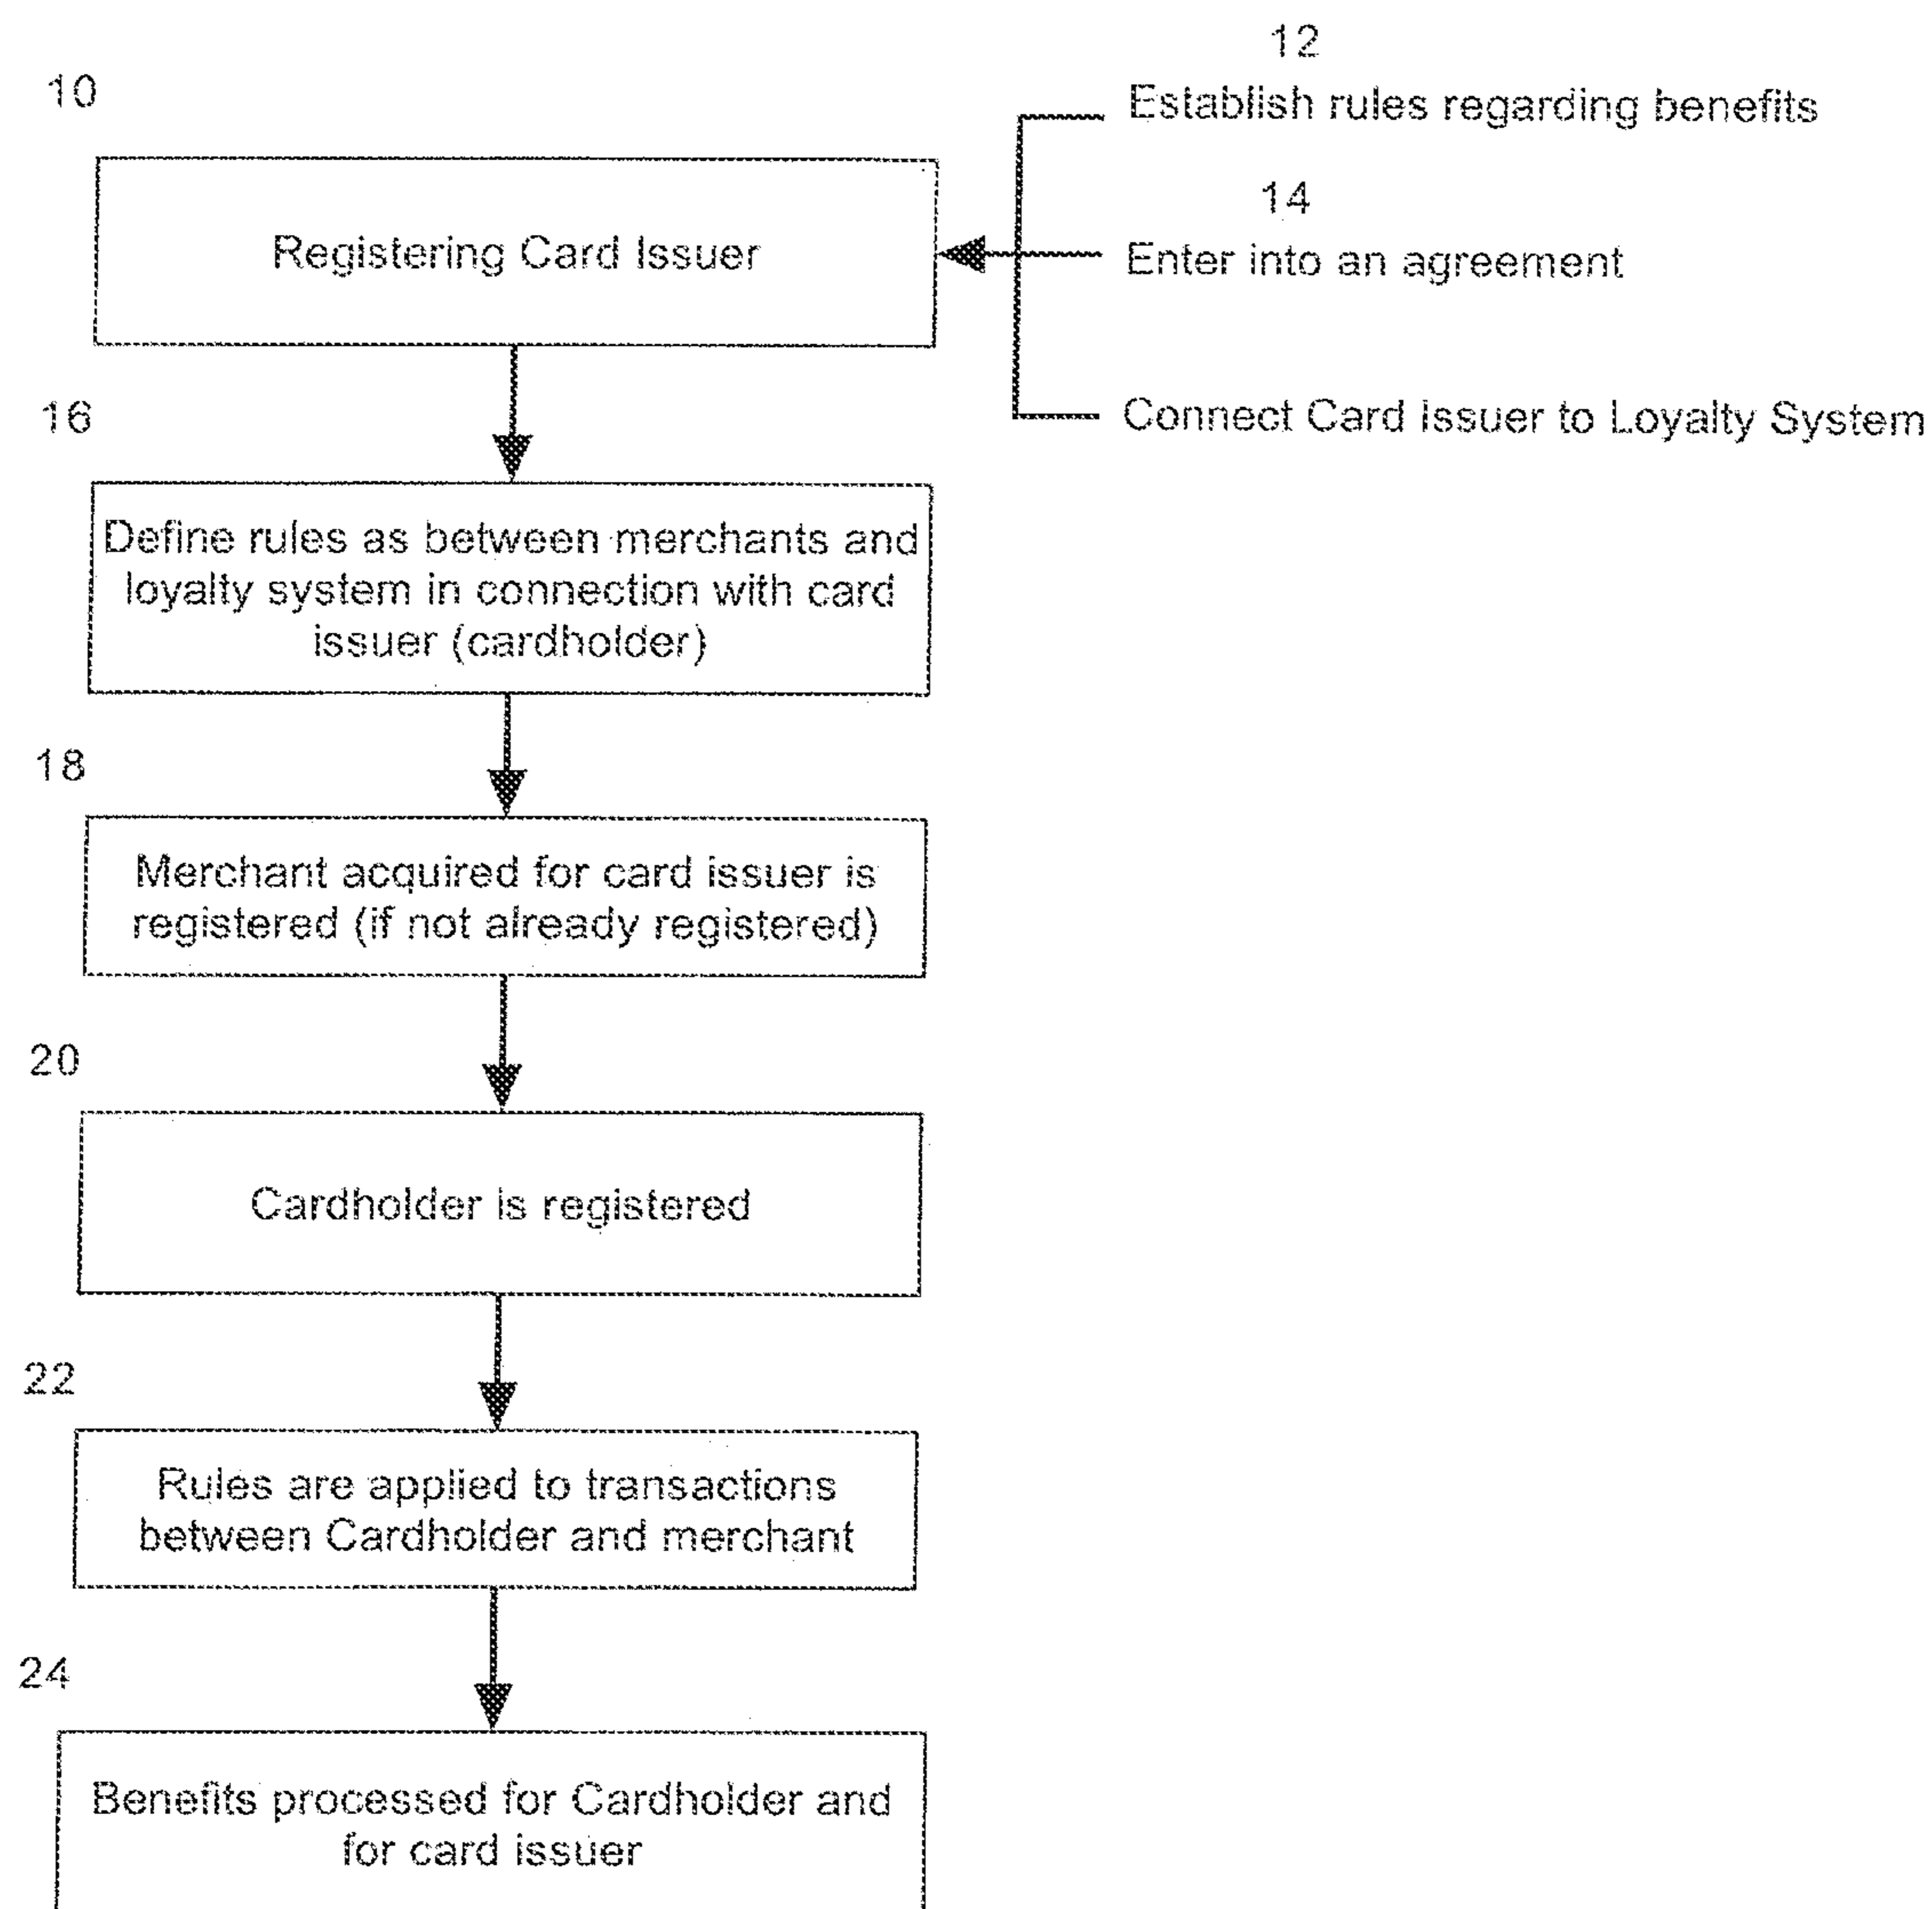 12
Establish rules regarding benefits
10
14
Registering Card Issuer
Enter into an agreement
Connect Card Issuer to Loyalty System
16
Define rules as between merchants and
loyalty system in connection with card
issuer (cardholder)
18
Merchant acquired for card issuer is
registered (if not already registered)
20
Cardholder is registered
22
Rules are applied to transactions
between Cardholder and merchant
24
Benefits processed for Cardholder and
for card issuer